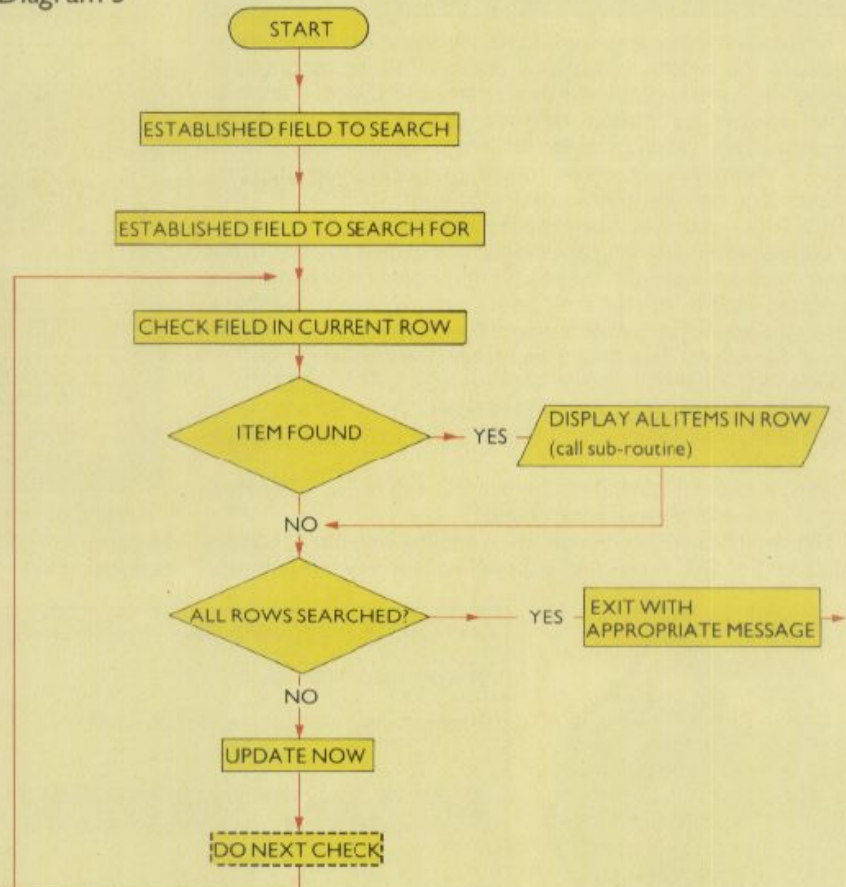 START
ESTABLISHED FIELD TO SEARCH
ESTABLISHED FIELD TO SEARCH FOR
CHECK FIELD IN CURRENT ROW
ITEM FOUND
YES
DISPLAY ALL ITEMS IN ROW
(call sub-routine)
NO
ALL ROWS SEARCHED?
YES
EXIT WITH
APPROPRIATE MESSAGE
NO
UPDATE NOW
DO NEXT CHECK